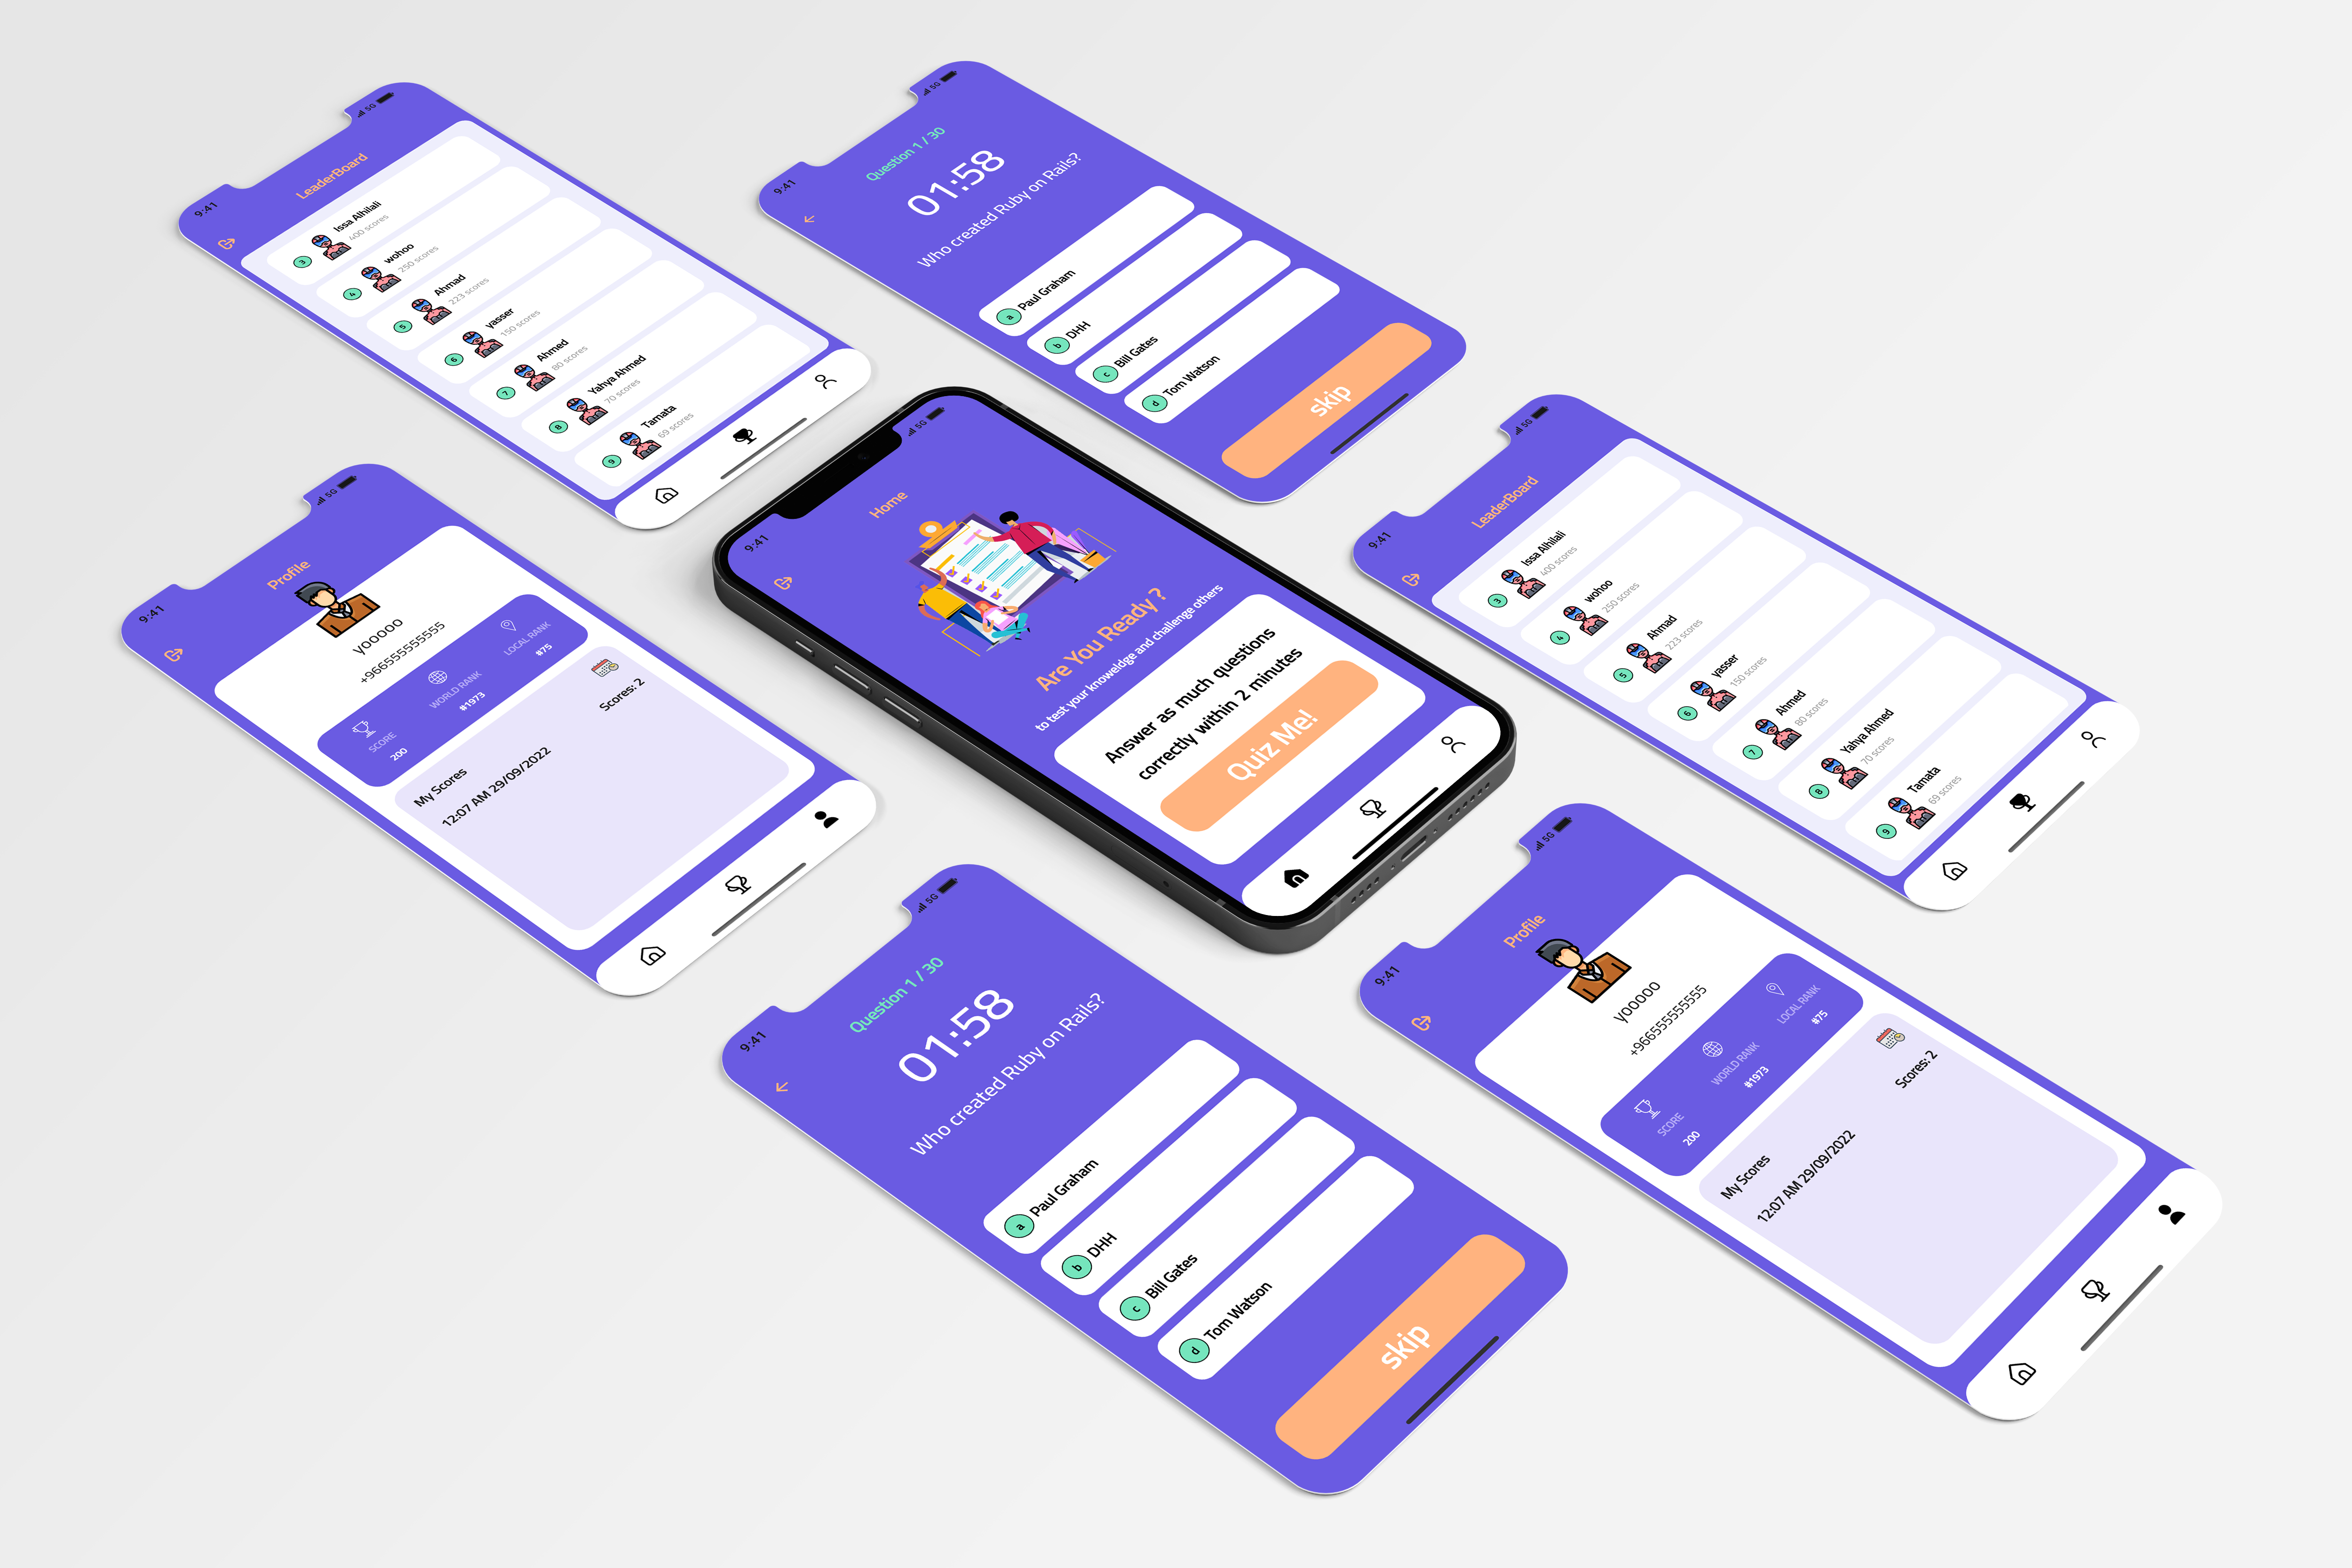 9:41
5G
LeaderBoard
3
Issa Alhilali
400 scores
4
wohoo
250 scores
5
Ahmad
223 scores
6
yasser
150 scores
7
Ahmed
80 scores
8
Yahya Ahmed
70 scores
9
Tamata
69 scores
9:41
5G
Question 1 / 30
01:58
Who created Ruby on Rails?
a Paul Graham
b DHH
c Bill Gates
d Tom Watson
skip
9:41
5G
Profile
yooooo
+966555555555
SCORE
200
WORLD RANK
#1973
LOCAL RANK
#75
My Scores
12:07 AM 29/09/2022
Scores: 2
9:41
5G
Home
Are You Ready ?
to test your knoweldge and challenge others
Answer as much questions
correctly within 2 minutes
Quiz Me!
9:41
5G
LeaderBoard
3
Issa Alhilali
400 scores
4
wohoo
250 scores
5
Ahmad
223 scores
6
yasser
150 scores
7
Ahmed
80 scores
8
Yahya Ahmed
70 scores
9
Tamata
69 scores
9:41
5G
Question 1 / 30
01:58
Who created Ruby on Rails?
a Paul Graham
b DHH
c Bill Gates
d Tom Watson
skip
9:41
5G
Profile
yooooo
+966555555555
SCORE
200
WORLD RANK
#1973
LOCAL RANK
#75
My Scores
12:07 AM 29/09/2022
Scores: 2